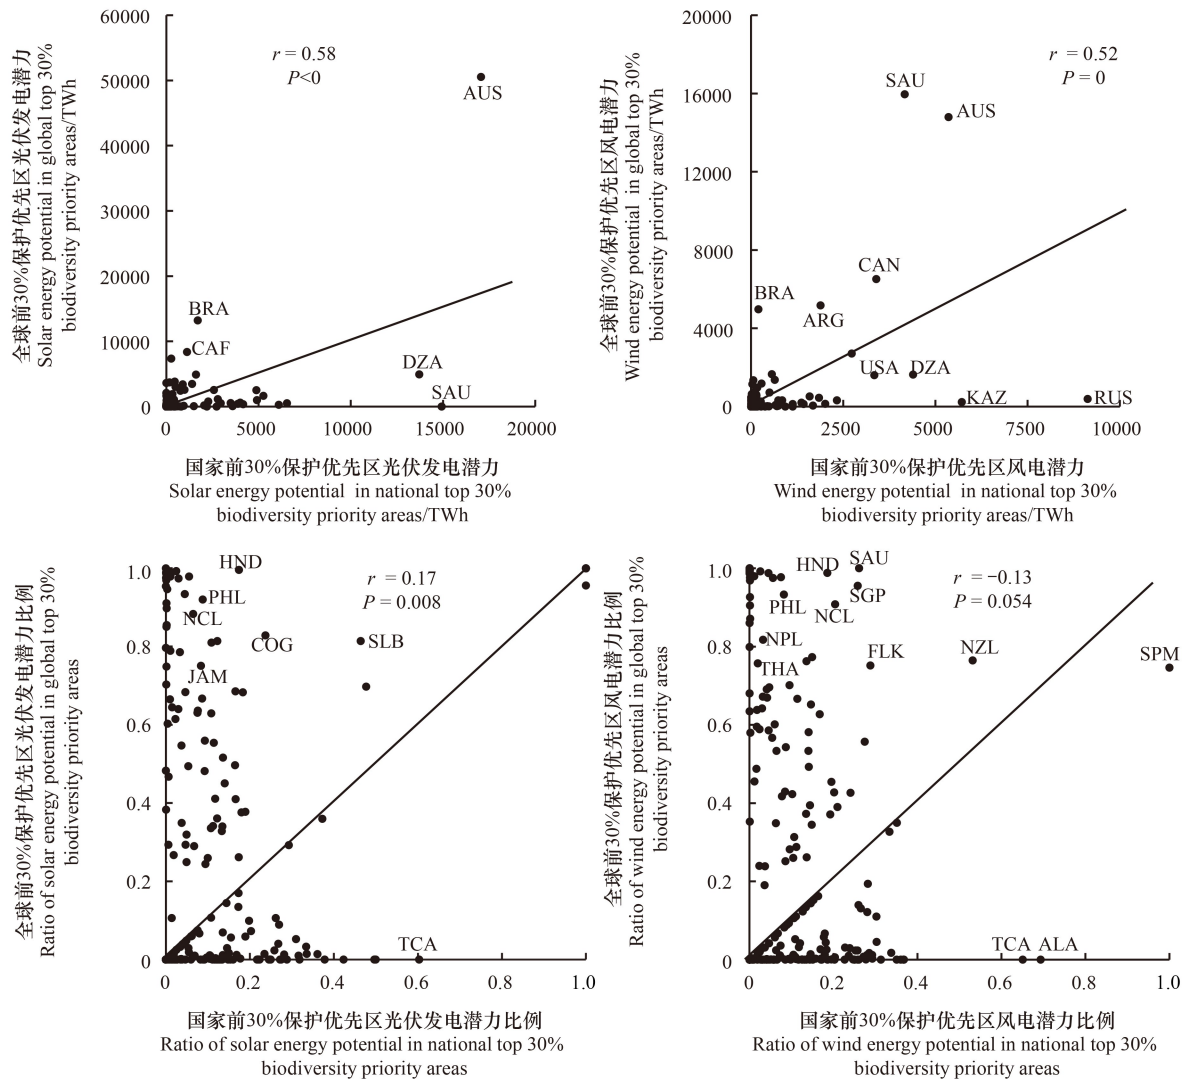 全球前30%保护优先区光伏发电潜力
Solar energy potential in global top 30%
biodiversity priority areas/TWh
60000
50000
40000
30000
20000
10000
0
r = 0.58
P<0
AUS
BRA
CAF
DZA
SAU
0
5000
10000
15000
20000
国家前30%保护优先区光伏发电潜力
Solar energy potential in national top 30%
biodiversity priority areas/TWh
全球前30%保护优先区风电潜力
Wind energy potential in global top 30%
biodiversity priority areas/TWh
20000
16000
12000
8000
4000
0
r = 0.52
P = 0
SAU
AUS
CAN
BRA
ARG
USA
DZA
KAZ
RUS
0
2500
5000
7500
10000
国家前30%保护优先区风电潜力
Wind energy potential in national top 30%
biodiversity priority areas/TWh
全球前30%保护优先区光伏发电潜力比例
Ratio of solar energy potential in global top 30%
biodiversity priority areas
1.0
0.8
0.6
0.4
0.2
0
HND
r = 0.17
P = 0.008
PHL
NCL
COG
SLB
JAM
TCA
0
0.2
0.4
0.6
0.8
1.0
国家前30%保护优先区光伏发电潜力比例
Ratio of solar energy potential in national top 30%
biodiversity priority areas
全球前30%保护优先区风电潜力比例
Ratio of wind energy potential in global top 30%
biodiversity priority areas
1.0
0.8
0.6
0.4
0.2
0
HND
SAU
r = −0.13
P = 0.054
SGP
PHL
NCL
NPL
FLK
NZL
SPM
THA
TCA
ALA
0
0.2
0.4
0.6
0.8
1.0
国家前30%保护优先区风电潜力比例
Ratio of wind energy potential in national top 30%
biodiversity priority areas